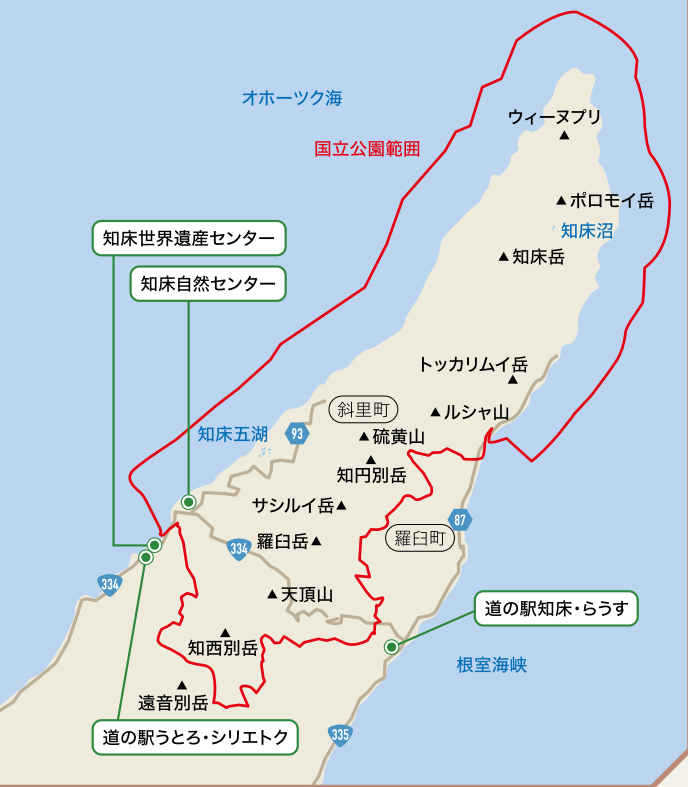 オホーツク海
ウィーヌプリ
国立公園範囲
ポロモイ岳
知床沼
知床世界遺産センター
知床岳
知床自然センター
トッカリムイ岳
斜里町
ルシャ山
知床五湖
93
硫黄山
知円別岳
サシルイ岳
87
羅臼町
334
羅臼岳
334
天頂山
道の駅知床・らうす
知西別岳
根室海峡
遠音別岳
道の駅うとろ・シリエトク
335